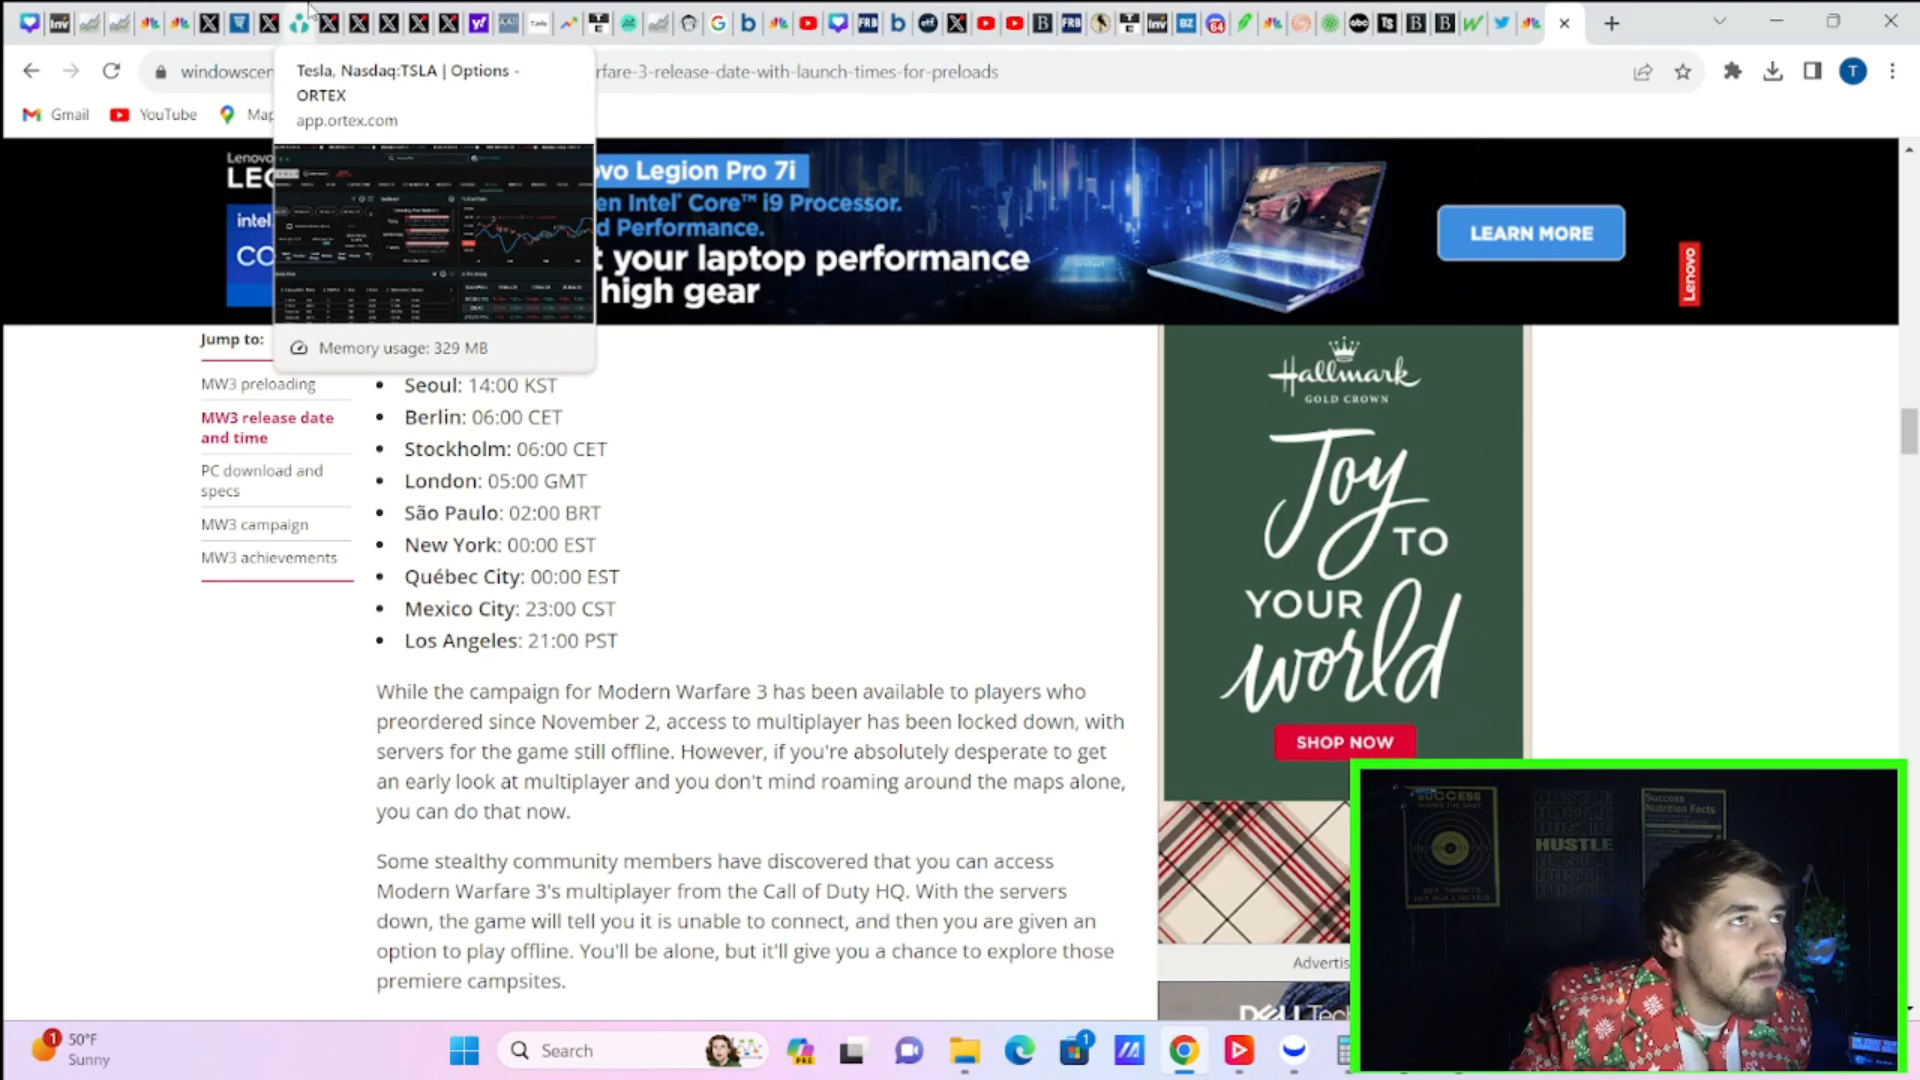 windowscen
rfare-3-release-date-with-launch-times-for-preloads
T
Gmail
YouTube
Map
Tesla, Nasdaq:TSLA | Options -
ORTEX
app.ortex.com
Memory usage: 329 MB
Lenovo
LEG
intel
CO
ovo Legion Pro 7i
en Intel® Core™ i9 Processor.
d Performance.
t your laptop performance
high gear
LEARN MORE
Lenovo
Jump to:
MW3 preloading
MW3 release date
and time
PC download and
specs
MW3 campaign
MW3 achievements
• Seoul: 14:00 KST
• Berlin: 06:00 CET
• Stockholm: 06:00 CET
• London: 05:00 GMT
• São Paulo: 02:00 BRT
• New York: 00:00 EST
• Québec City: 00:00 EST
• Mexico City: 23:00 CST
• Los Angeles: 21:00 PST
While the campaign for Modern Warfare 3 has been available to players who
preordered since November 2, access to multiplayer has been locked down, with
servers for the game still offline. However, if you're absolutely desperate to get
an early look at multiplayer and you don't mind roaming around the maps alone,
you can do that now.
Some stealthy community members have discovered that you can access
Modern Warfare 3's multiplayer from the Call of Duty HQ. With the servers
down, the game will tell you it is unable to connect, and then you are given an
option to play offline. You'll be alone, but it'll give you a chance to explore those
premiere campsites.
Hallmark
GOLD CROWN
Joy
TO
YOUR
world
SHOP NOW
Advertis
DELL Tech
SUCCESS
HUSTLE
Success
Nutrition Facts
1
50°F
Sunny
Search
PRE
1